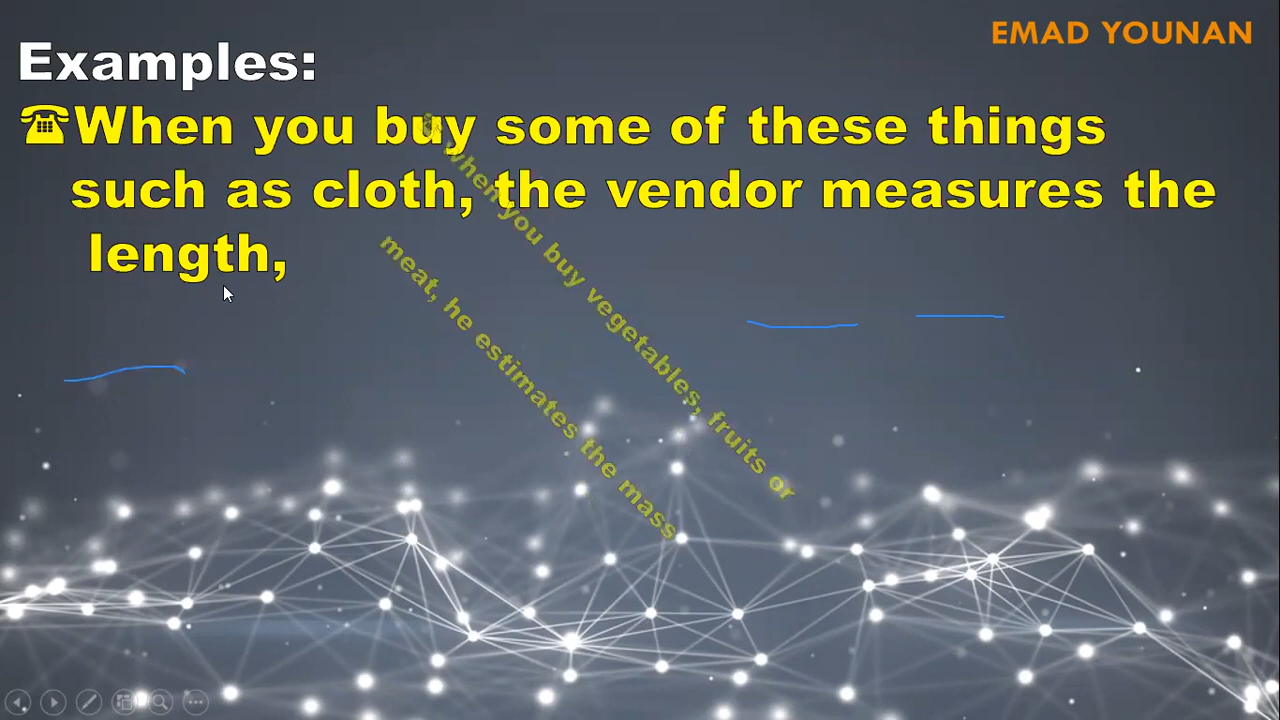 EMAD YOUNAN
Examples:
☎When you buy some of these things
such as cloth, the vendor measures the
length,
☎When you buy vegetables, fruits or
meat, he estimates the mass